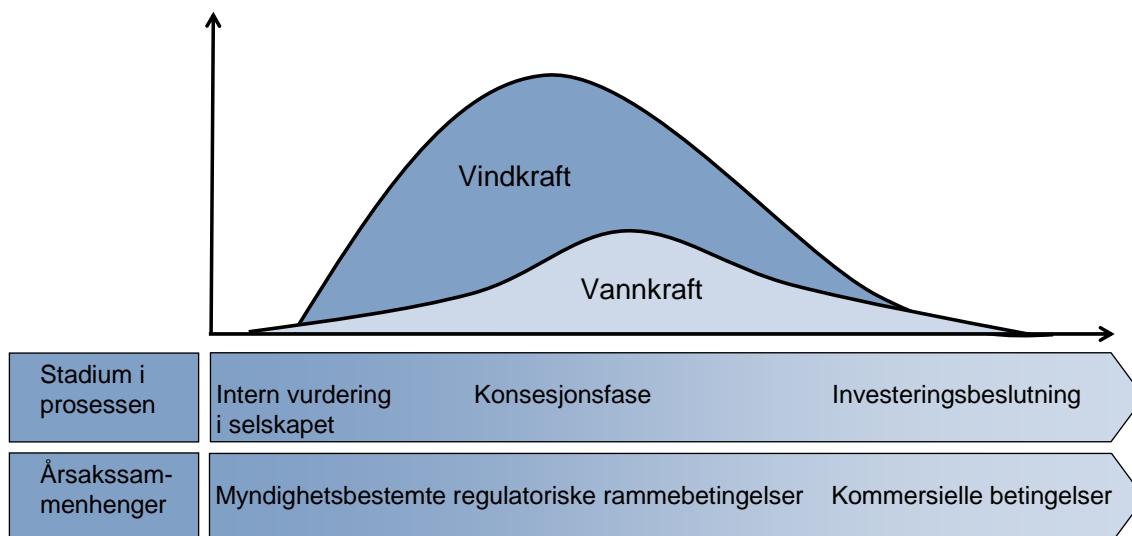 Vindkraft
Vannkraft
Stadium i
prosessen
Intern vurdering
i selskapet
Konsesjonsfase
Investeringsbeslutning
Årsakssam-
menhenger
Myndighetsbestemte regulatoriske rammebetingelser
Kommersielle betingelser